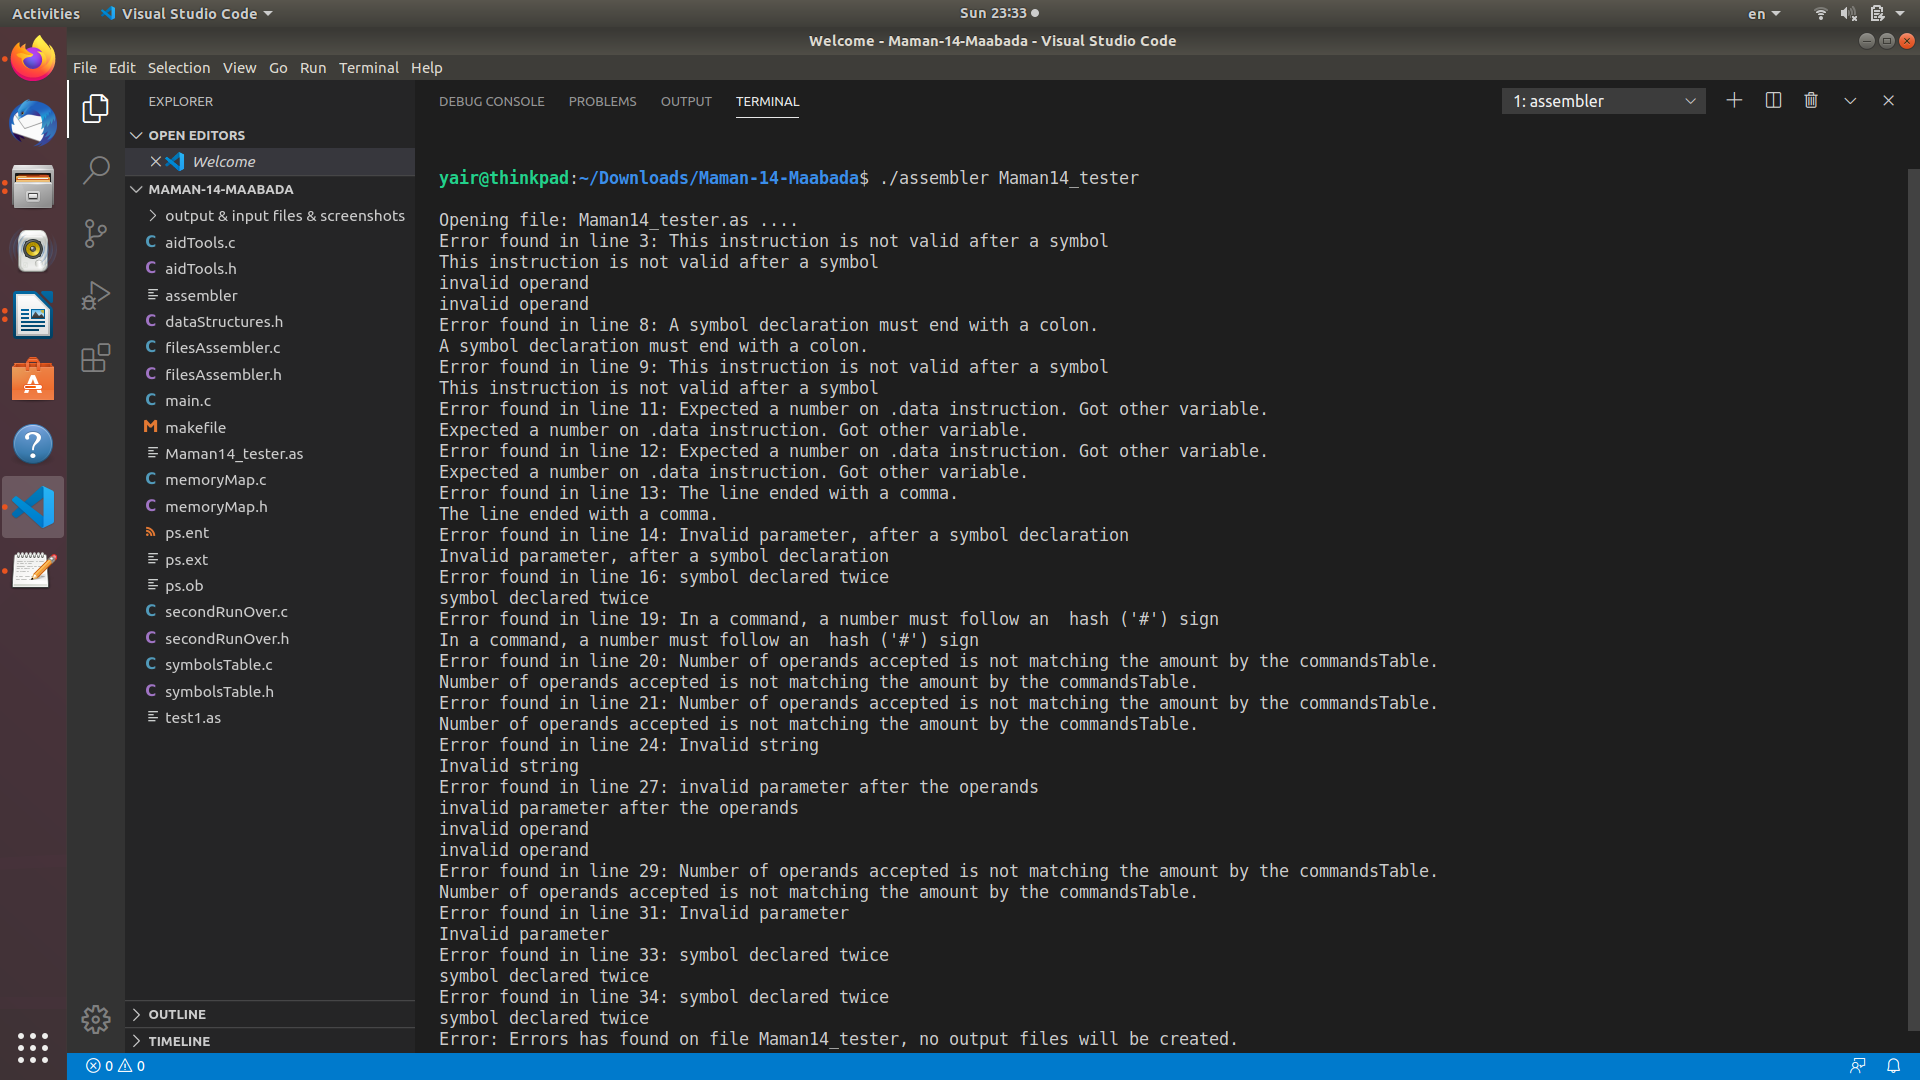 Activities
Visual Studio Code
Sun 23:33
en
Welcome - Maman-14-Maabada - Visual Studio Code
File Edit Selection View Go Run Terminal Help
EXPLORER
OPEN EDITORS
Welcome
MAMAN-14-MAABADA
output & input files & screenshots
C aidTools.c
C aidTools.h
assembler
C dataStructures.h
C filesAssembler.c
C filesAssembler.h
C main.c
M makefile
Maman14_tester.as
C memoryMap.c
C memoryMap.h
ps.ent
ps.ext
ps.ob
C secondRunOver.c
C secondRunOver.h
C symbolsTable.c
C symbolsTable.h
test1.as
OUTLINE
TIMELINE
DEBUG CONSOLE PROBLEMS OUTPUT TERMINAL
1: assembler
yair@thinkpad:~/Downloads/Maman-14-Maabada$ ./assembler Maman14_tester
Opening file: Maman14_tester.as ....
Error found in line 3: This instruction is not valid after a symbol
This instruction is not valid after a symbol
invalid operand
invalid operand
Error found in line 8: A symbol declaration must end with a colon.
A symbol declaration must end with a colon.
Error found in line 9: This instruction is not valid after a symbol
This instruction is not valid after a symbol
Error found in line 11: Expected a number on .data instruction. Got other variable.
Expected a number on .data instruction. Got other variable.
Error found in line 12: Expected a number on .data instruction. Got other variable.
Expected a number on .data instruction. Got other variable.
Error found in line 13: The line ended with a comma.
The line ended with a comma.
Error found in line 14: Invalid parameter, after a symbol declaration
Invalid parameter, after a symbol declaration
Error found in line 16: symbol declared twice
symbol declared twice
Error found in line 19: In a command, a number must follow an  hash ('#') sign
In a command, a number must follow an  hash ('#') sign
Error found in line 20: Number of operands accepted is not matching the amount by the commandsTable.
Number of operands accepted is not matching the amount by the commandsTable.
Error found in line 21: Number of operands accepted is not matching the amount by the commandsTable.
Number of operands accepted is not matching the amount by the commandsTable.
Error found in line 24: Invalid string
Invalid string
Error found in line 27: invalid parameter after the operands
invalid parameter after the operands
invalid operand
invalid operand
Error found in line 29: Number of operands accepted is not matching the amount by the commandsTable.
Number of operands accepted is not matching the amount by the commandsTable.
Error found in line 31: Invalid parameter
Invalid parameter
Error found in line 33: symbol declared twice
symbol declared twice
Error found in line 34: symbol declared twice
symbol declared twice
Error: Errors has found on file Maman14_tester, no output files will be created.
0 0